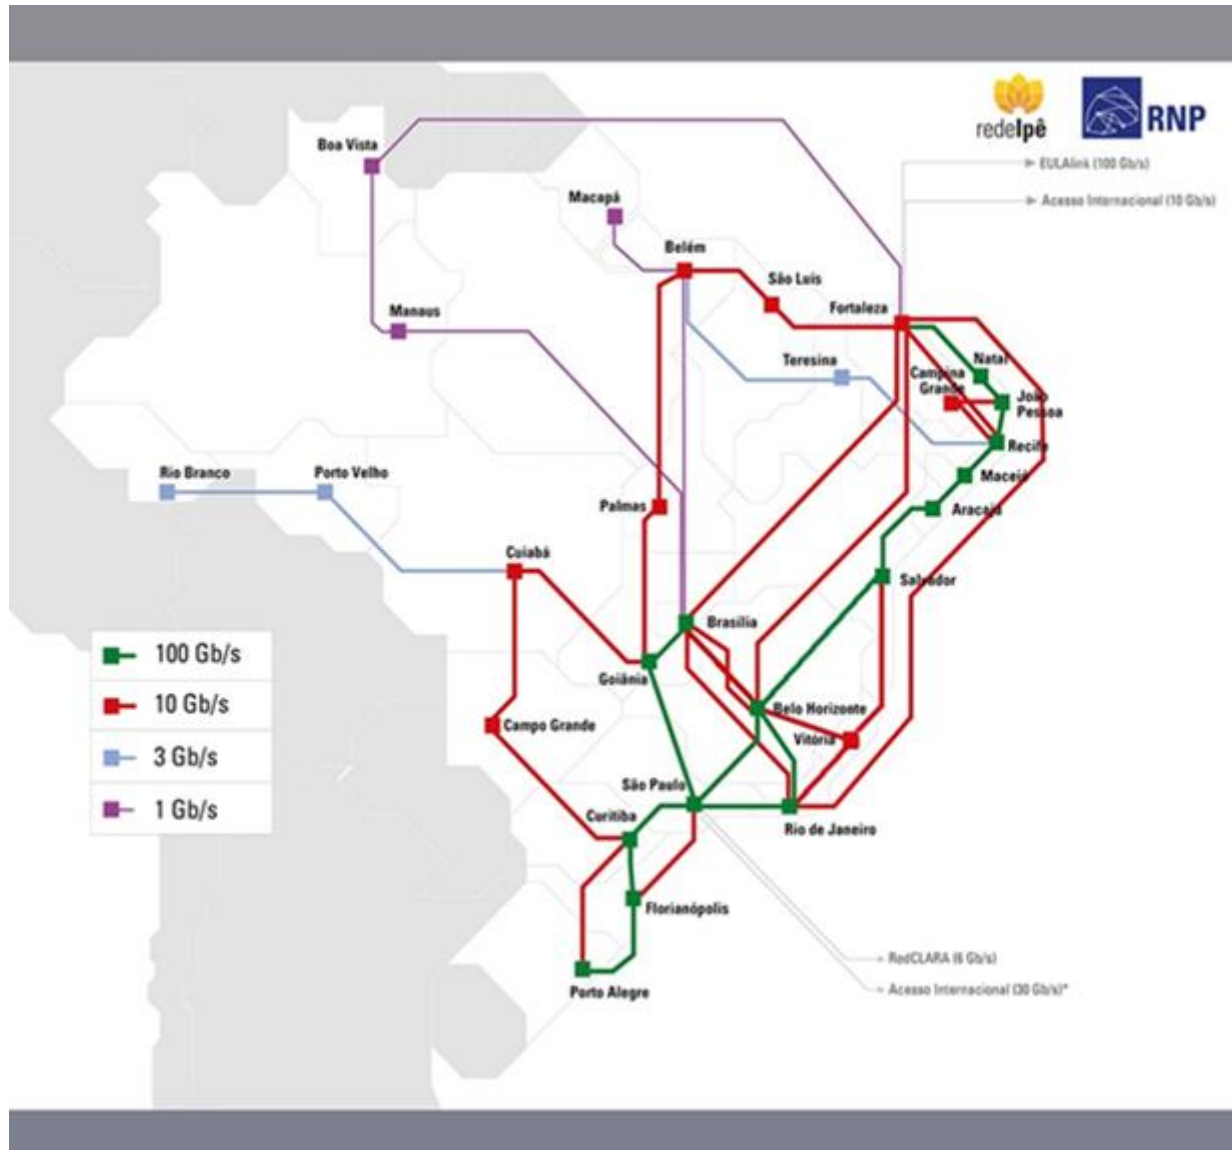 redeIpê
RNP
EULAlink (100 Gb/s)
Acesso Internacional (10 Gb/s)
Boa Vista
Macapá
Belém
São Luís
Fortaleza
Manaus
Teresina
Natal
Campina
Grande
João
Pessoa
Recife
Maceió
Aracajú
Rio Branco
Porto Velho
Palmas
Cuiabá
Salvador
Brasília
Goiânia
100 Gb/s
10 Gb/s
3 Gb/s
1 Gb/s
Campo Grande
Belo Horizonte
Vitória
São Paulo
Curitiba
Rio de Janeiro
Florianópolis
Porto Alegre
RedCLARA (6 Gb/s)
Acesso Internacional (30 Gb/s)*